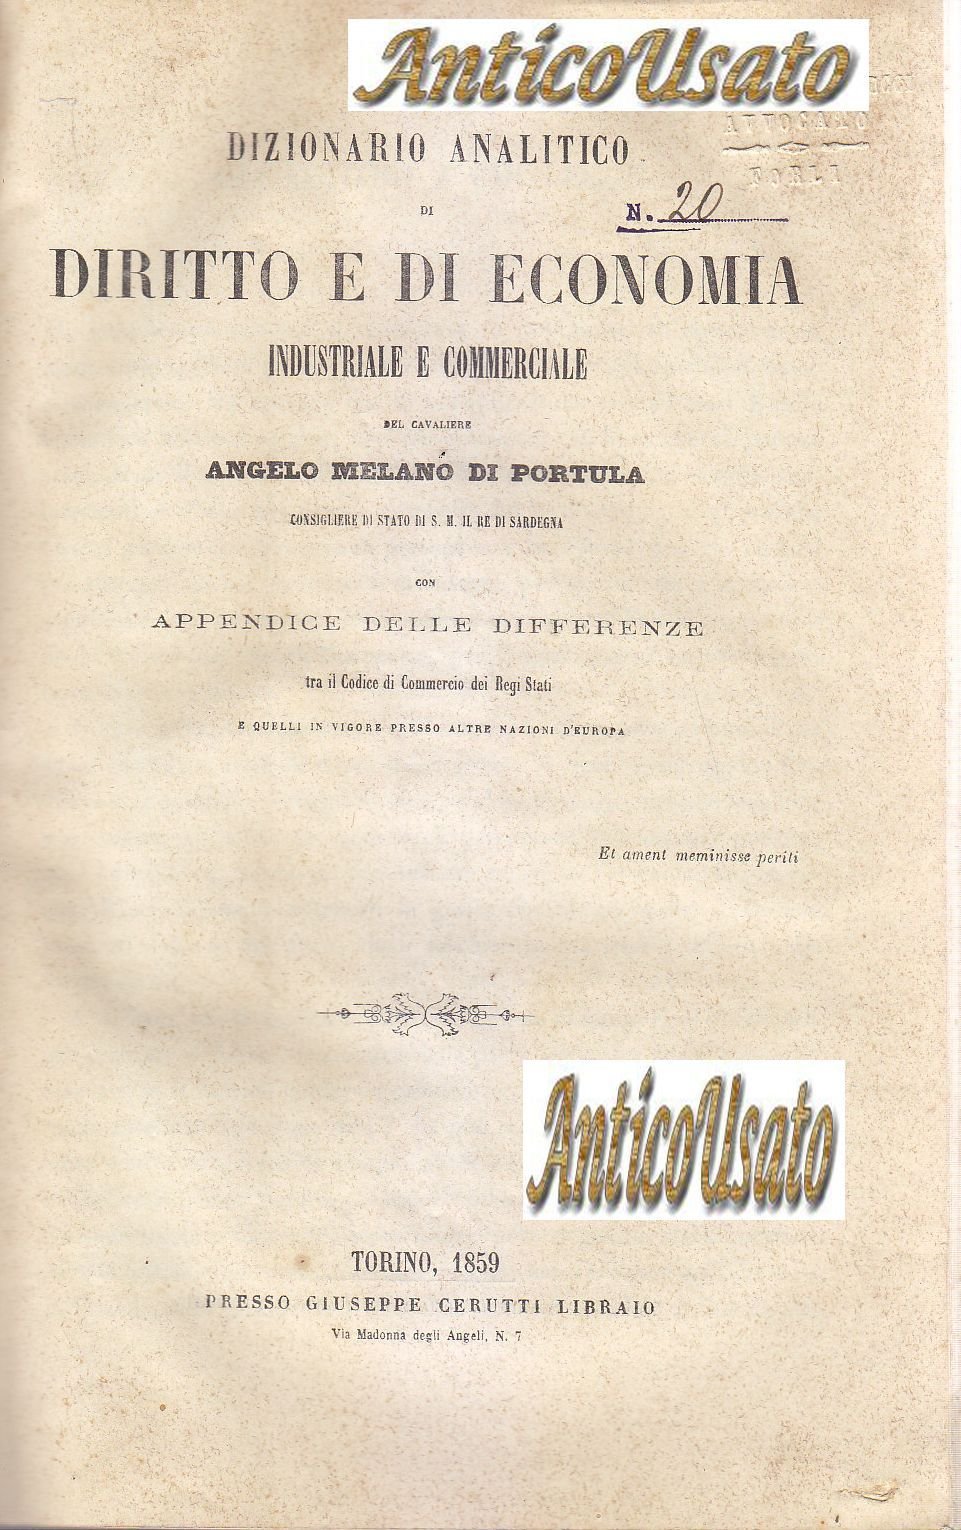 AnticoUsato
DIZIONARIO ANALITICO
DI
N. 20
DIRITTO E DI ECONOMIA
INDUSTRIALE E COMMERCIALE
DEL CAVALIERE
ANGELO MELANO DI PORTULA
CONSIGLIERE DI STATO DI S. M. IL RE DI SARDEGNA
CON
APPENDICE DELLE DIFFERENZE
tra il Codice di Commercio dei Regi Stati
E QUELLI IN VIGORE PRESSO ALTRE NAZIONI D'EUROPA
Et ament meminisse periti
AnticoUsato
TORINO, 1859
PRESSO GIUSEPPE CERUTTI LIBRAIO
Via Madonna degli Angeli, N. 7